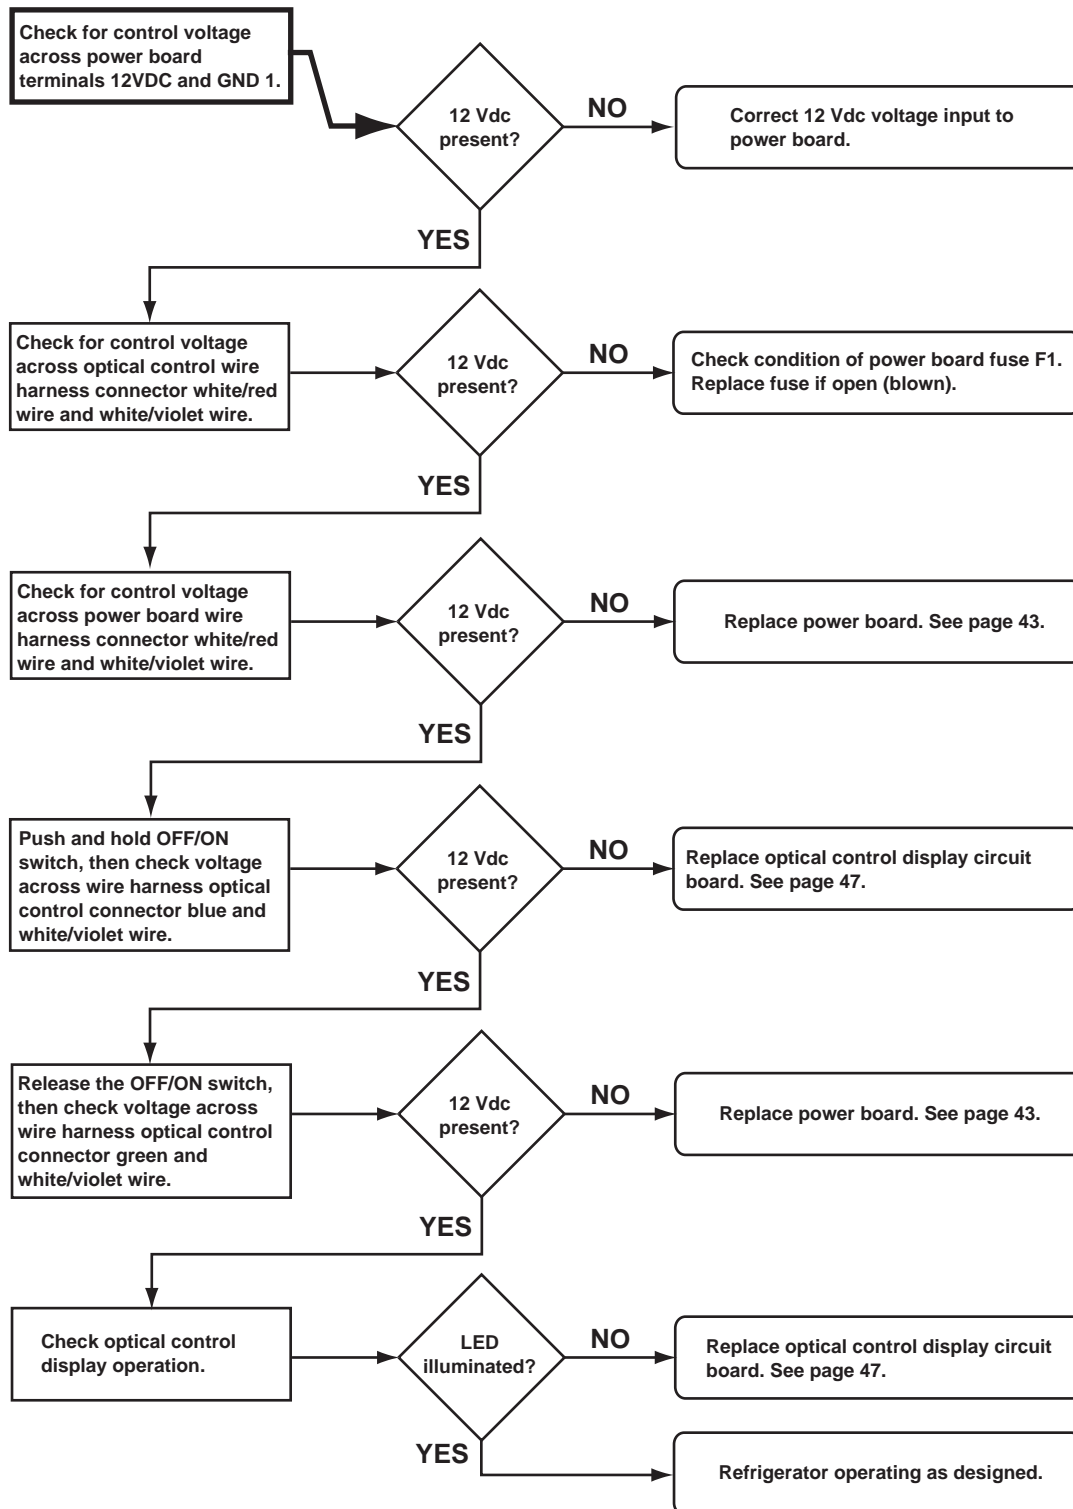 Check for control voltage
across power board
terminals 12VDC and GND 1.
12 Vdc
present?
NO
Correct 12 Vdc voltage input to
power board.
YES
Check for control voltage
across optical control wire
harness connector white/red
wire and white/violet wire.
12 Vdc
present?
NO
Check condition of power board fuse F1.
Replace fuse if open (blown).
YES
Check for control voltage
across power board wire
harness connector white/red
wire and white/violet wire.
12 Vdc
present?
NO
Replace power board. See page 43.
YES
Push and hold OFF/ON
switch, then check voltage
across wire harness optical
control connector blue and
white/violet wire.
12 Vdc
present?
NO
Replace optical control display circuit
board. See page 47.
YES
Release the OFF/ON switch,
then check voltage across
wire harness optical control
connector green and
white/violet wire.
12 Vdc
present?
NO
Replace power board. See page 43.
YES
Check optical control
display operation.
LED
illuminated?
NO
Replace optical control display circuit
board. See page 47.
YES
Refrigerator operating as designed.